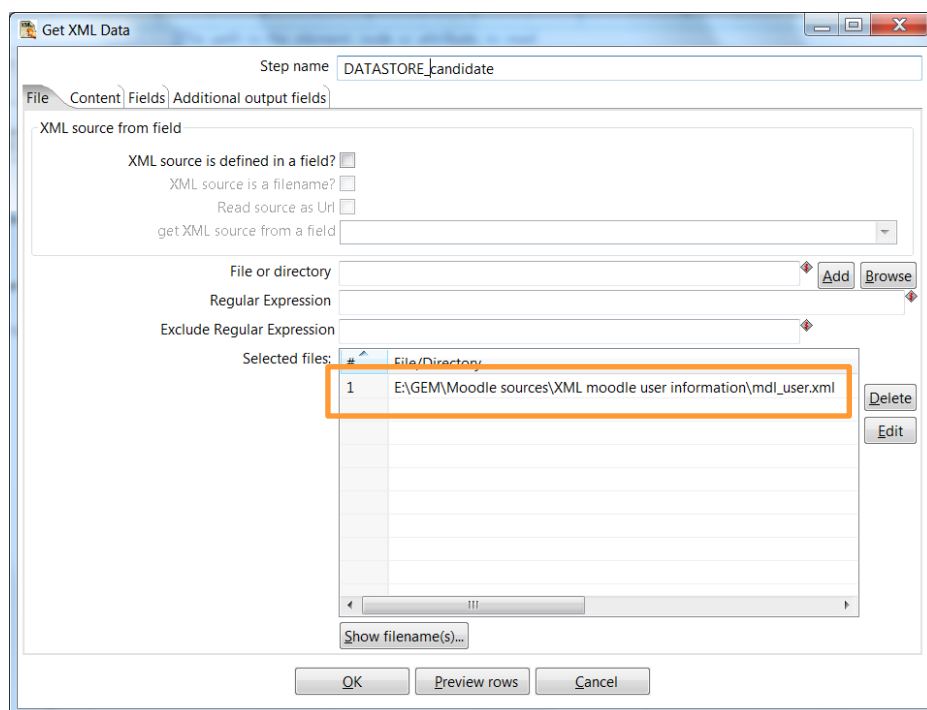 Get XML Data
Step name DATASTORE_candidate
File Content Fields Additional output fields
XML source from field
XML source is defined in a field?
XML source is a filename?
Read source as Url
get XML source from a field
File or directory Add Browse
Regular Expression
Exclude Regular Expression
Selected files: # File/Directory
1 E:\GEM\Moodle sources\XML moodle user information\mdl_user.xml
Delete
Edit
Show filename(s)...
OK Preview rows Cancel